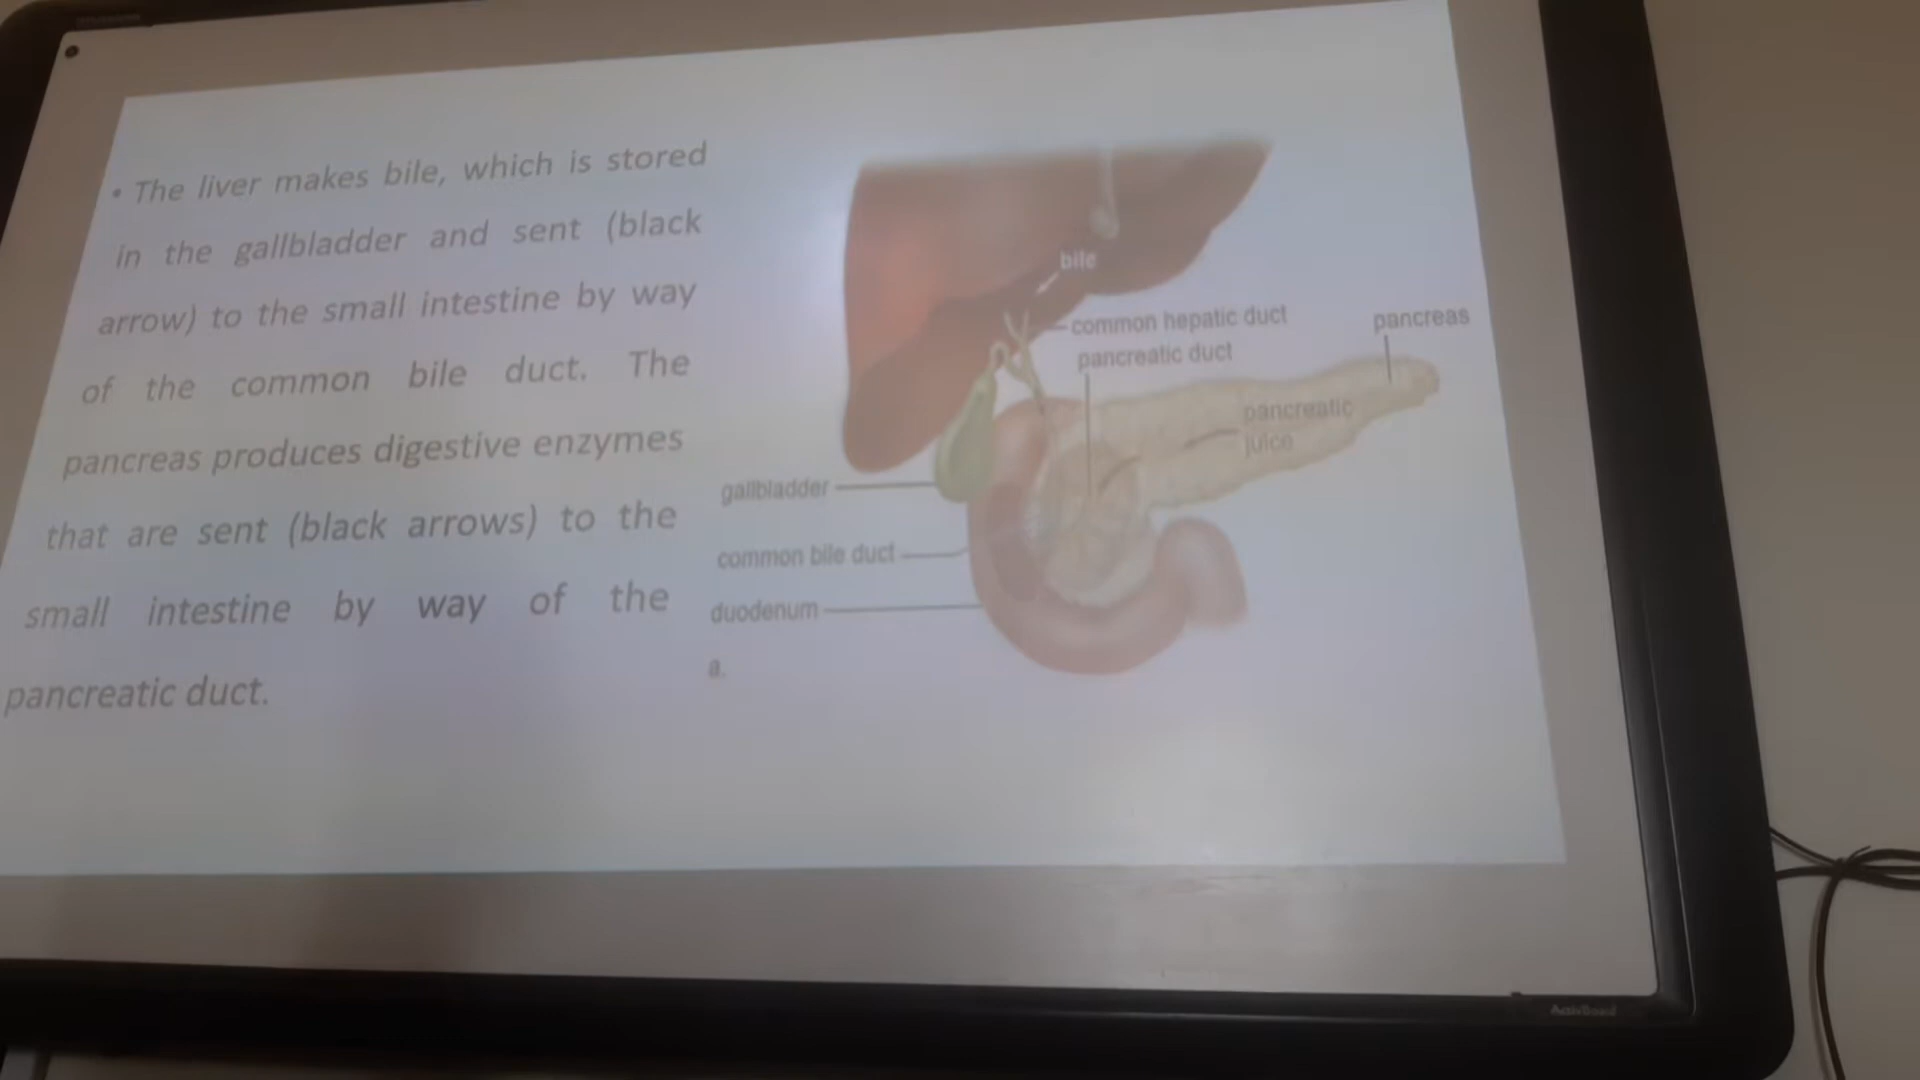 • The liver makes bile, which is stored
in the gallbladder and sent (black
arrow) to the small intestine by way
of the common bile duct. The
pancreas produces digestive enzymes
that are sent (black arrows) to the
small intestine by way of the
pancreatic duct.
bile
common hepatic duct
pancreatic duct
pancreas
pancreatic
juice
gallbladder
common bile duct
duodenum
a.
ActivBoard